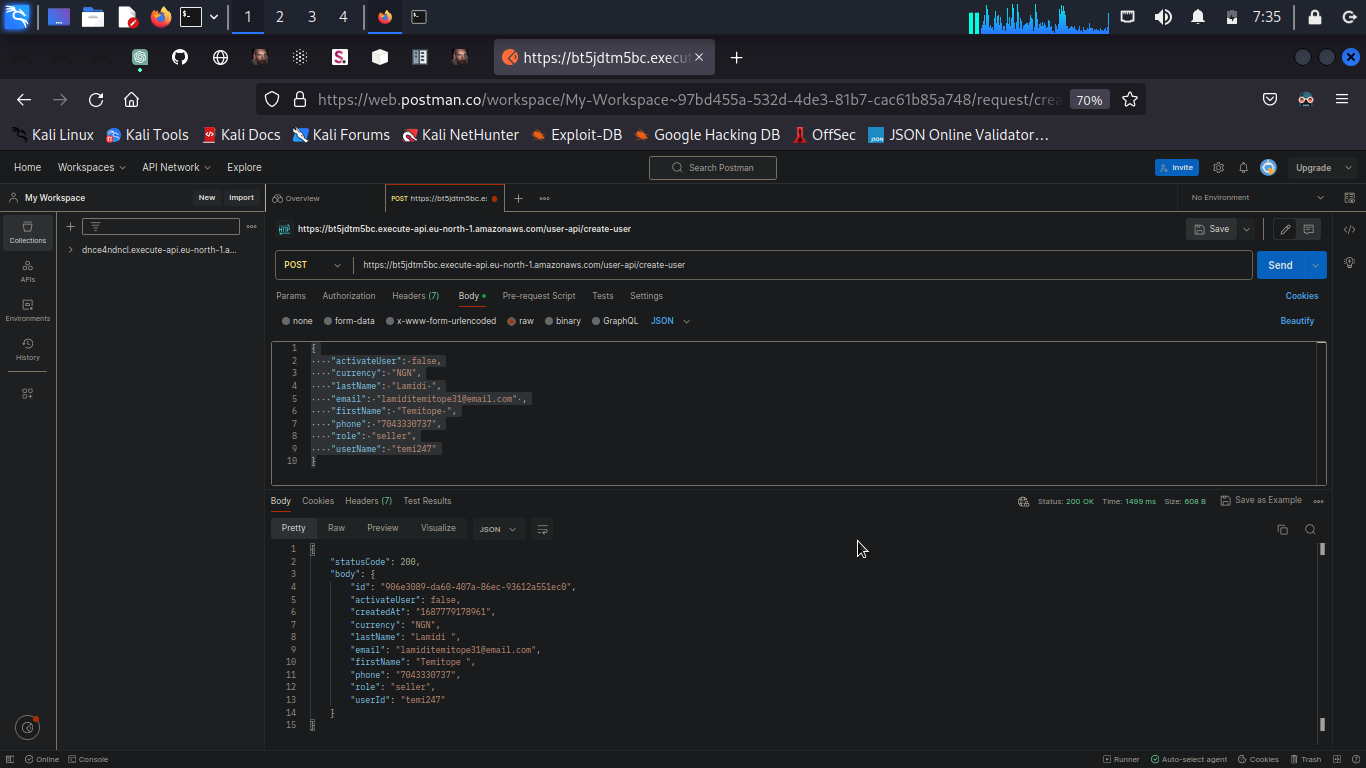 1 2 3 4 7:35
https://bt5jdtm5bc.execut
https://web.postman.co/workspace/My-Workspace~97bd455a-532d-4de3-81b7-cac61b85a748/request/crea 70%
Kali Linux Kali Tools Kali Docs Kali Forums Kali NetHunter Exploit-DB Google Hacking DB OffSec JSON Online Validator…
Home Workspaces API Network Explore Search Postman Invite Upgrade
My Workspace New Import Overview POST https://bt5jdtm5bc.e: No Environment
Collections
APIs
Environments
History
dnce4ndncl.execute-api.eu-north-1.a...
https://bt5jdtm5bc.execute-api.eu-north-1.amazonaws.com/user-api/create-user Save
POST https://bt5jdtm5bc.execute-api.eu-north-1.amazonaws.com/user-api/create-user Send
Params Authorization Headers (7) Body Pre-request Script Tests Settings Cookies
none form-data x-www-form-urlencoded raw binary GraphQL JSON Beautify
1 {
2 ····"activateUser":·false,
3 ····"currency":·"NGN",
4 ····"lastName":·"Lamidi·",
5 ····"email":·"lamiditemitope31@email.com"·,
6 ····"firstName":·"Temitope·",
7 ····"phone":·"7043330737",
8 ····"role":·"seller",
9 ····"userName":·"temi247"
10 }
Body Cookies Headers (7) Test Results Status: 200 OK Time: 1499 ms Size: 608 B Save as Example
Pretty Raw Preview Visualize JSON
1 {
2 "statusCode": 200,
3 "body": {
4 "id": "906e3089-da60-407a-86ec-93612a551ec0",
5 "activateUser": false,
6 "createdAt": "1687779178961",
7 "currency": "NGN",
8 "lastName": "Lamidi ",
9 "email": "lamiditemitope31@email.com",
10 "firstName": "Temitope ",
11 "phone": "7043330737",
12 "role": "seller",
13 "userId": "temi247"
14 }
15 }
Online Console Runner Auto-select agent Cookies Trash